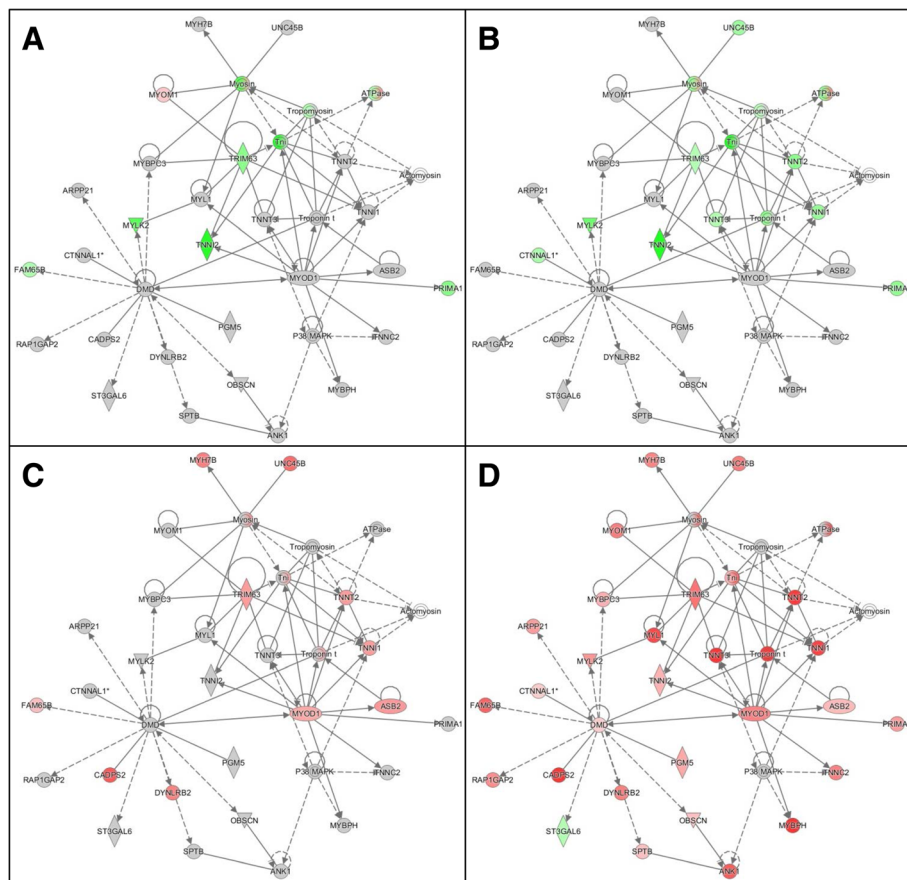 A
MYH7B
UNC45B
MYOM1
Myosin
ATPase
Tropomyosin
Tni
MYBPC3
TRIM63
TNNT2
Actomyosin
ARPP21
MYL1
MYLK2
TNNT3
Troponin t
TNNI1
TNNI2
CTNNAL1*
FAM65B
DMD
MYOD1
ASB2
PRIMA1
RAP1GAP2
CADPS2
PGM5
P38 MAPK
TNNC2
DYNLRB2
ST3GAL6
OBSCN
MYBPH
SPTB
ANK1
B
MYH7B
UNC45B
MYOM1
Myosin
ATPase
Tropomyosin
Tni
MYBPC3
TRIM63
TNNT2
Actomyosin
ARPP21
MYL1
MYLK2
TNNT3
Troponin t
TNNI1
TNNI2
CTNNAL1*
FAM65B
DMD
MYOD1
ASB2
PRIMA1
RAP1GAP2
CADPS2
PGM5
P38 MAPK
TNNC2
DYNLRB2
ST3GAL6
OBSCN
MYBPH
SPTB
ANK1
C
MYH7B
UNC45B
MYOM1
Myosin
ATPase
Tropomyosin
Tni
MYBPC3
TRIM63
TNNT2
Actomyosin
ARPP21
MYL1
MYLK2
TNNT3
Troponin t
TNNI1
TNNI2
CTNNAL1*
FAM65B
DMD
MYOD1
ASB2
PRIMA1
RAP1GAP2
CADPS2
PGM5
P38 MAPK
TNNC2
DYNLRB2
ST3GAL6
OBSCN
MYBPH
SPTB
ANK1
D
MYH7B
UNC45B
MYOM1
Myosin
ATPase
Tropomyosin
Tni
MYBPC3
TRIM63
TNNT2
Actomyosin
ARPP21
MYL1
MYLK2
TNNT3
Troponin t
TNNI1
TNNI2
CTNNAL1*
FAM65B
DMD
MYOD1
ASB2
PRIMA1
RAP1GAP2
CADPS2
PGM5
P38 MAPK
TNNC2
DYNLRB2
ST3GAL6
OBSCN
MYBPH
SPTB
ANK1